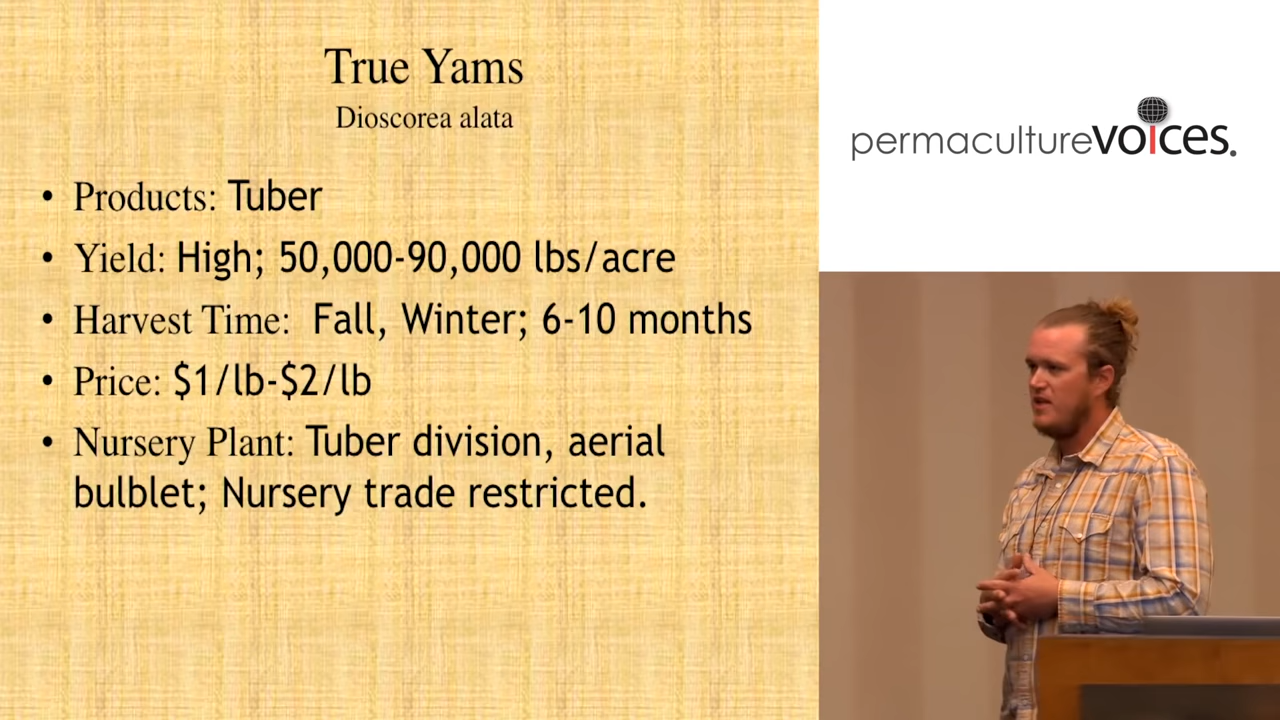 True Yams
Dioscorea alata
• Products: Tuber
• Yield: High; 50,000-90,000 lbs/acre
• Harvest Time: Fall, Winter; 6-10 months
• Price: $1/lb-$2/lb
• Nursery Plant: Tuber division, aerial
bulblet; Nursery trade restricted.
permaculturevoices.